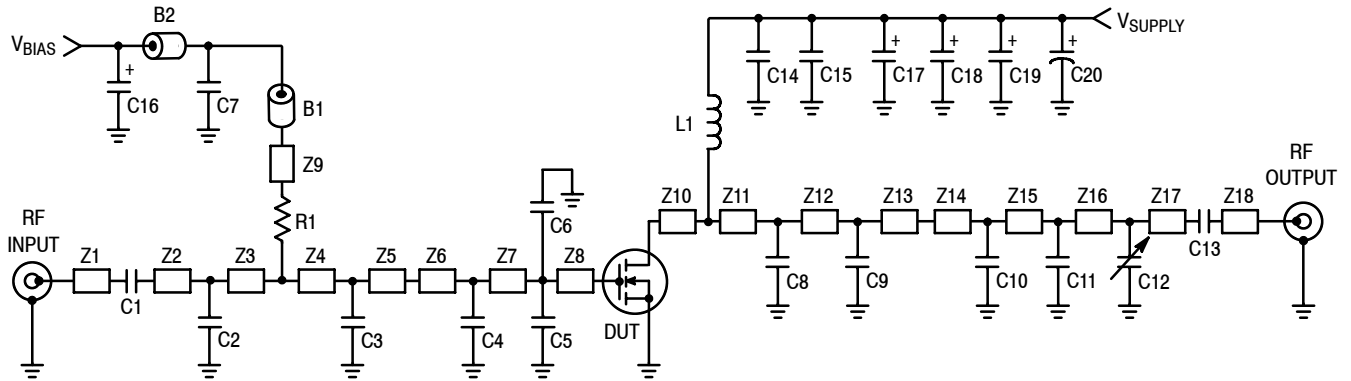 B2
VBIAS
+
C16
C7
B1
Z9
R1
RF
INPUT
Z1
C1
Z2
C2
Z3
Z4
C3
Z5
Z6
C4
Z7
C6
C5
Z8
DUT
Z10
L1
VSUPPLY
C14
C15
+
C17
+
C18
+
C19
+
C20
Z11
C8
Z12
C9
Z13
Z14
C10
Z15
C11
Z16
C12
Z17
C13
Z18
RF
OUTPUT